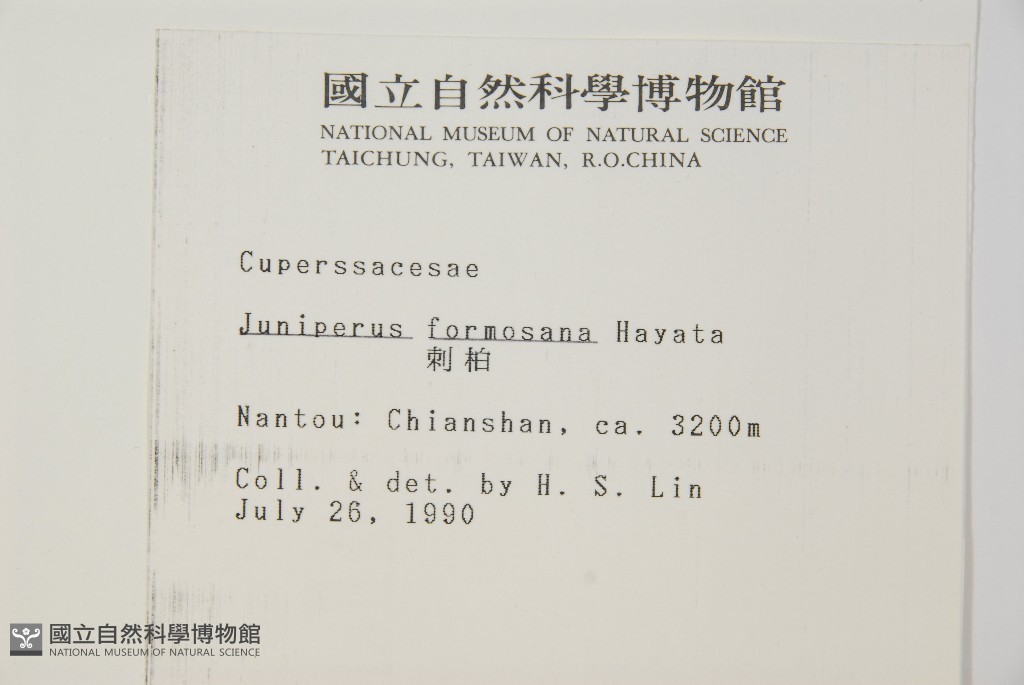 國立自然科學博物館
NATIONAL MUSEUM OF NATURAL SCIENCE
TAICHUNG, TAIWAN, R.O.CHINA
Cuperssacesae
Juniperus formosana Hayata
刺柏
Nantou: Chianshan, ca. 3200m
Coll. & det. by H. S. Lin
July 26, 1990
國立自然科學博物館
NATIONAL MUSEUM OF NATURAL SCIENCE